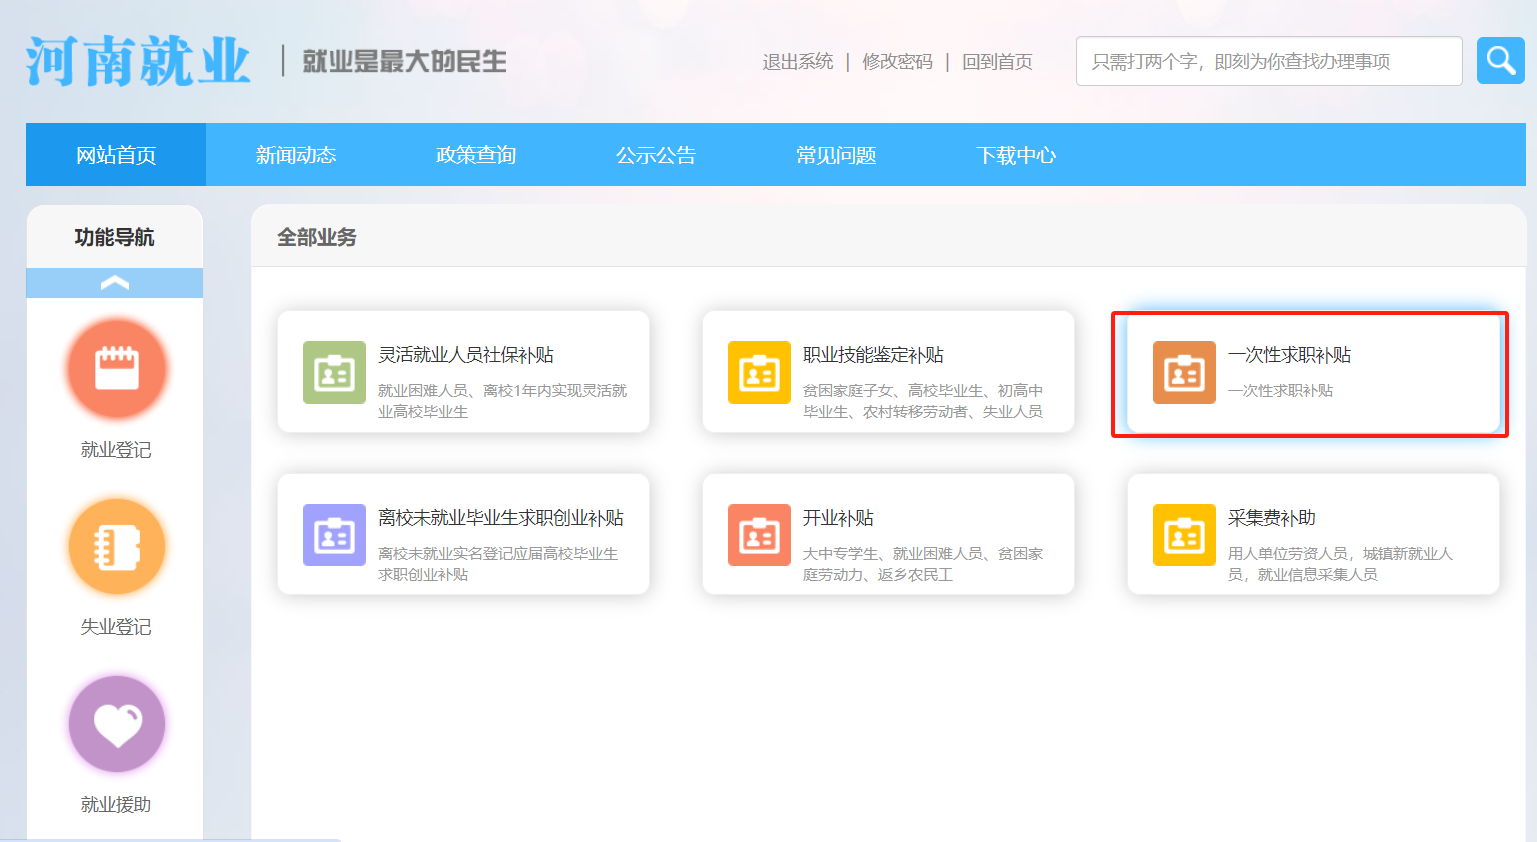 河南就业 | 就业是最大的民生
退出系统 | 修改密码 | 回到首页
只需打两个字，即刻为你查找办理事项
网站首页 新闻动态 政策查询 公示公告 常见问题 下载中心
功能导航
就业登记
失业登记
就业援助
全部业务
灵活就业人员社保补贴
就业困难人员、离校1年内实现灵活就
业高校毕业生
职业技能鉴定补贴
贫困家庭子女、高校毕业生、初高中
毕业生、农村转移劳动者、失业人员
一次性求职补贴
一次性求职补贴
离校未就业毕业生求职创业补贴
离校未就业实名登记应届高校毕业生
求职创业补贴
开业补贴
大中专学生、就业困难人员、贫困家
庭劳动力、返乡农民工
采集费补助
用人单位劳资人员，城镇新就业人
员，就业信息采集人员